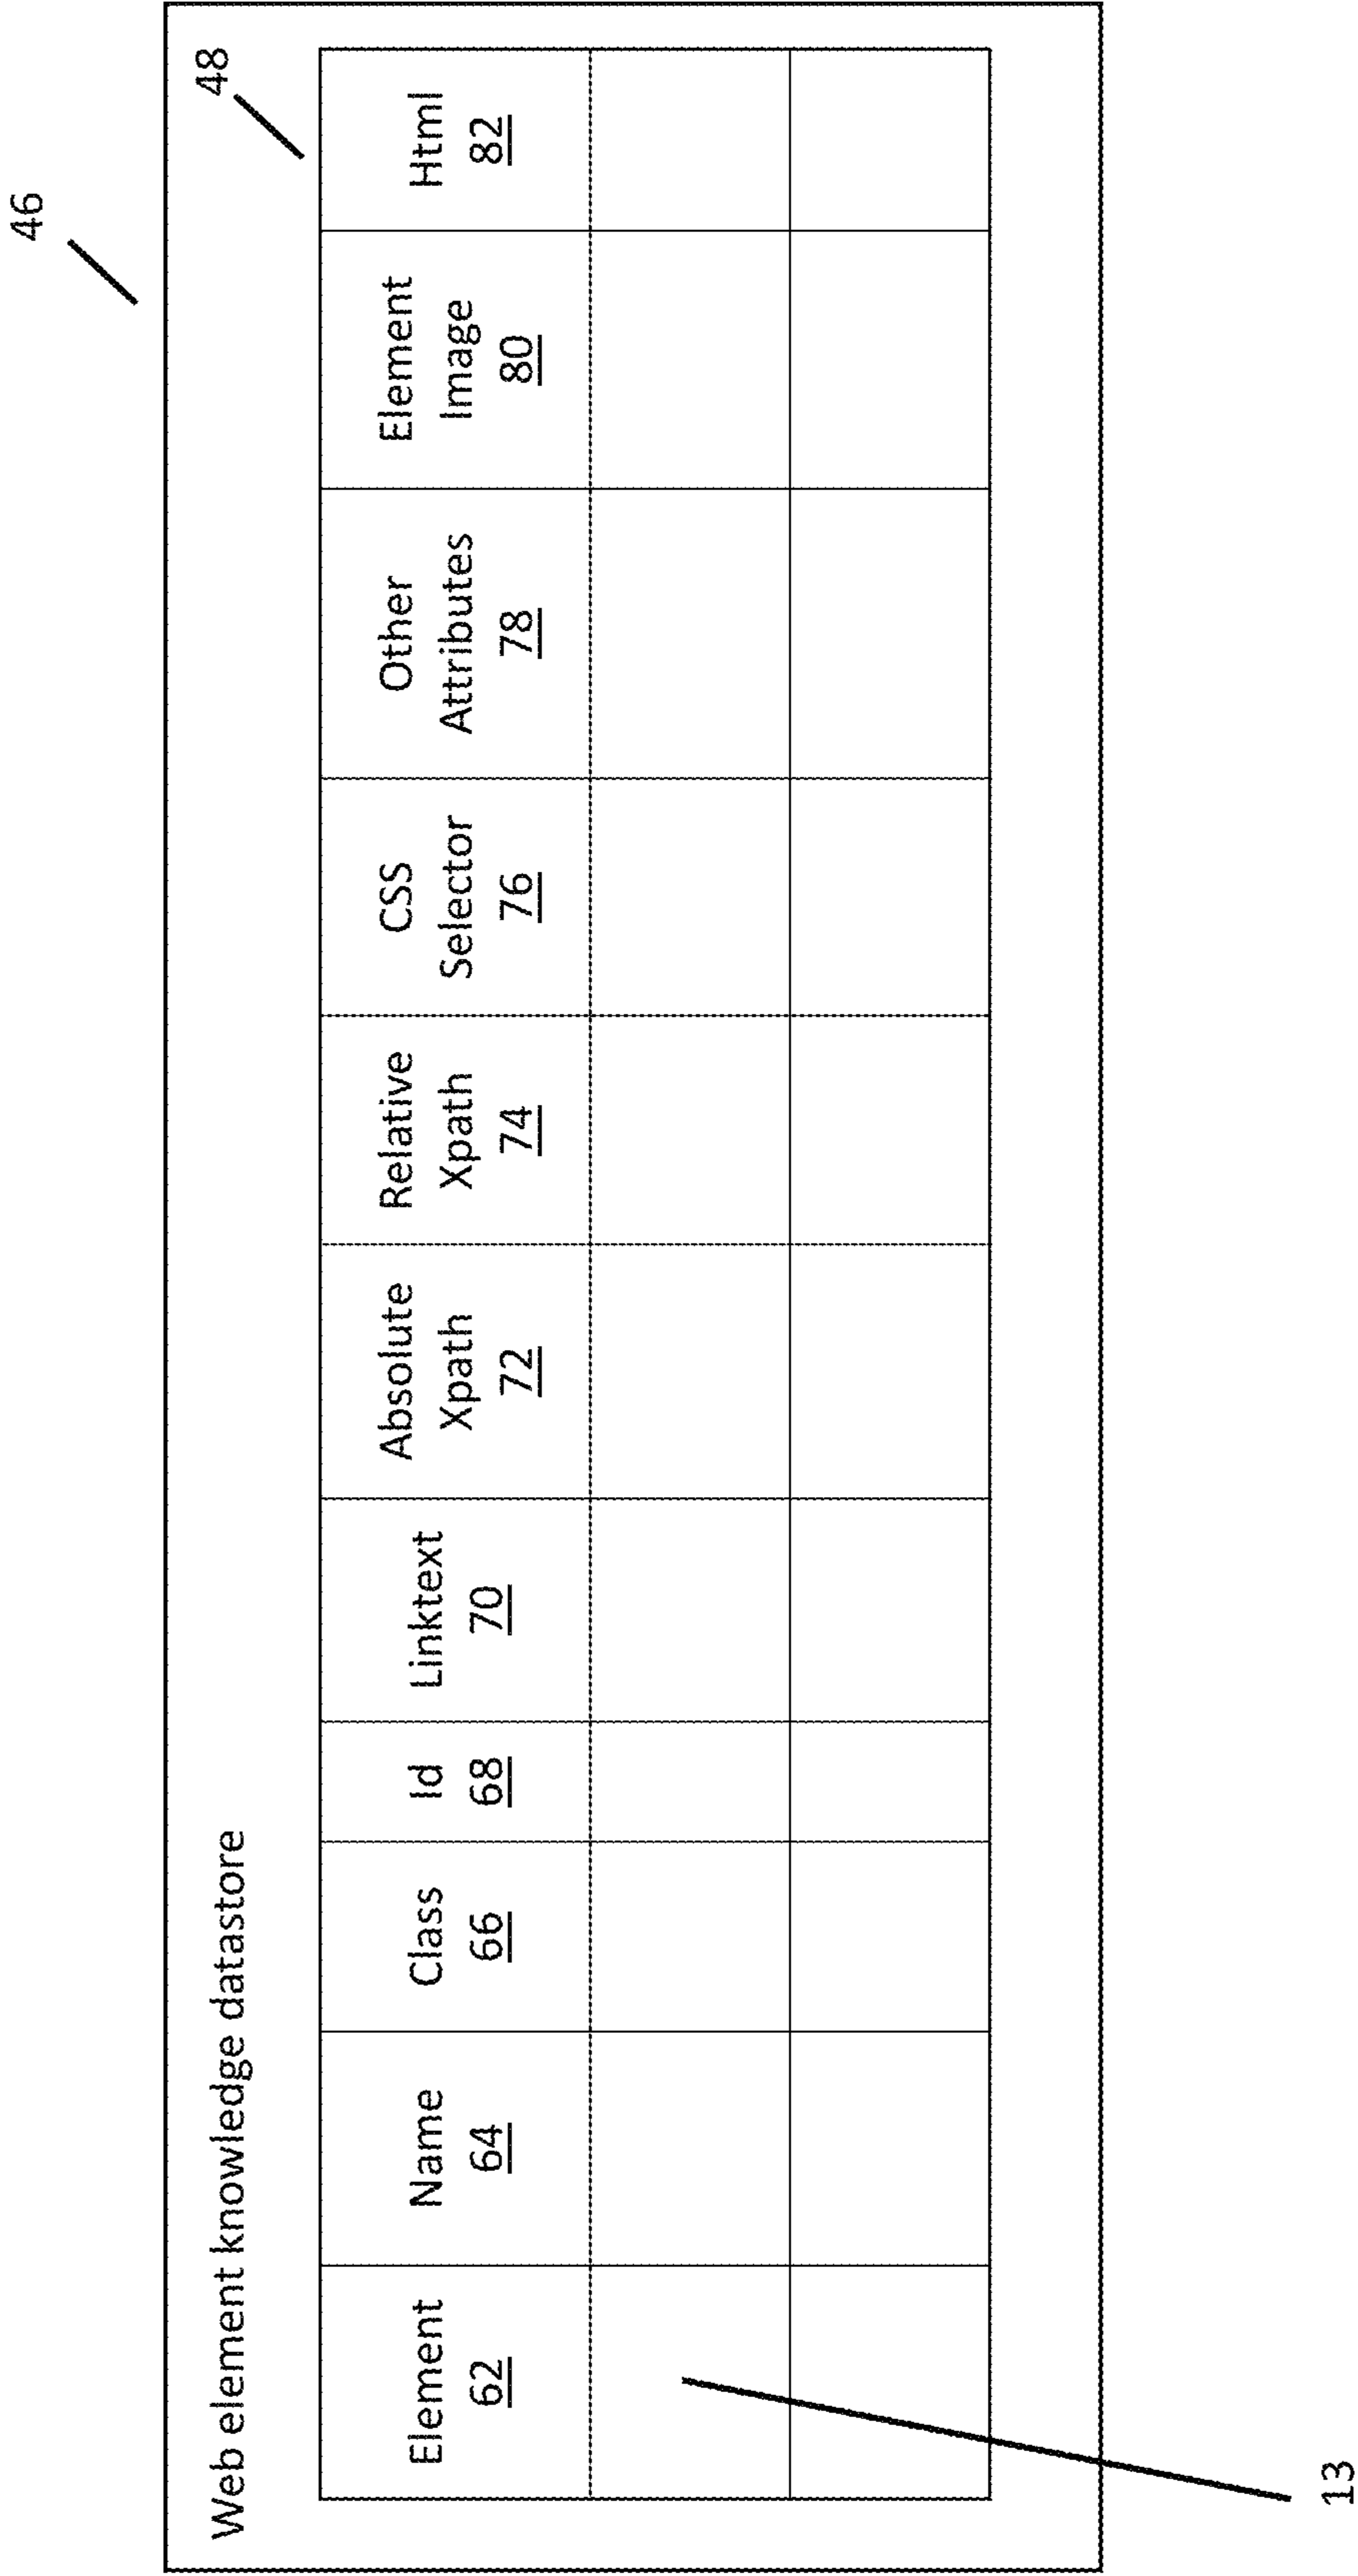 46
Web element knowledge datastore
48
Element
62
Name
64
Class
66
Id
68
Linktext
70
Absolute
Xpath
72
Relative
Xpath
74
CSS
Selector
76
Other
Attributes
78
Element
Image
80
Html
82
13